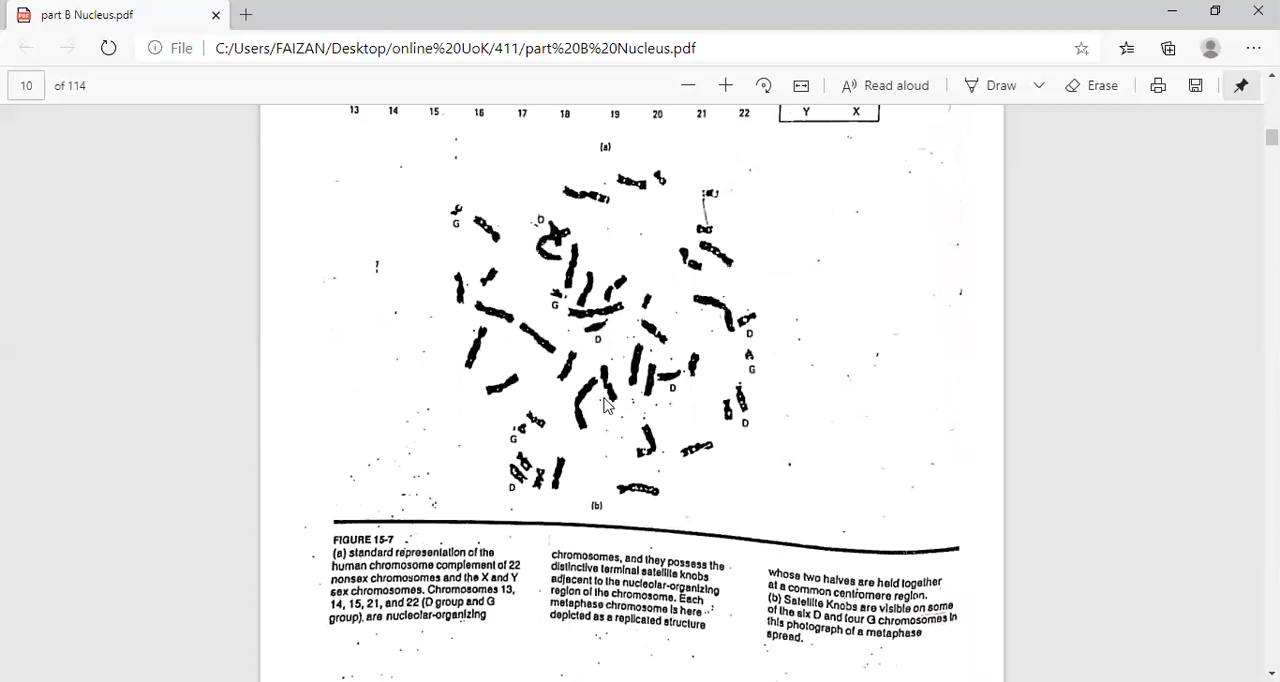 part B Nucleus.pdf
File
C:/Users/FAIZAN/Desktop/online%20UoK/411/part%20B%20Nucleus.pdf
10 of 114
Read aloud
Draw
Erase
13 14 15 16 17 18 19 20 21 22 Y X
(a)
G
D
G
D
D
G
D
D
G
D
(b)
FIGURE 15-7
(a) standard representation of the
human chromosome complement of 22
nonsex chromosomes and the X and Y
sex chromosomes. Chromosomes 13,
14, 15, 21, and 22 (D group and G
group), are nucleolar-organizing
chromosomes, and they possess the
distinctive terminal satellite knobs
adjacent to the nucleolar-organizing
region of the chromosome. Each
metaphase chromosome is here
depicted as a replicated structure
whose two halves are held together
at a common centromere region.
(b) Satellite Knobs are visible on some
of the six D and four G chromosomes in
this photograph of a metaphase
spread.